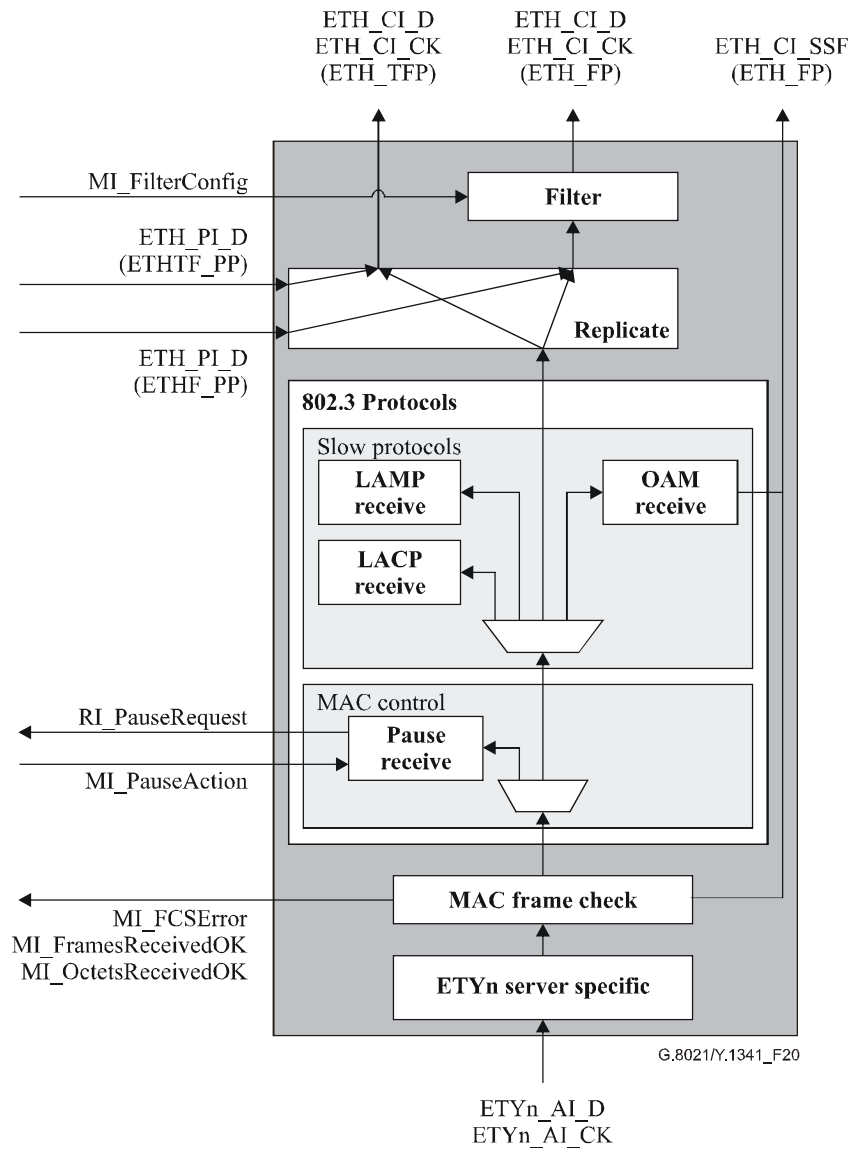 ETH_CI_D
ETH_CI_CK
(ETH_TFP)
ETH_CI_D
ETH_CI_CK
(ETH_FP)
ETH_CI_SSF
(ETH_FP)
MI_FilterConfig
Filter
ETH_PI_D
(ETHTF_PP)
Replicate
ETH_PI_D
(ETHF_PP)
802.3 Protocols
Slow protocols
LAMP
receive
OAM
receive
LACP
receive
MAC control
RI_PauseRequest
Pause
receive
MI_PauseAction
MAC frame check
MI_FCSError
MI_FramesReceivedOK
MI_OctetsReceivedOK
ETYn server specific
G.8021/Y.1341_F20
ETYn_AI_D
ETYn_AI_CK